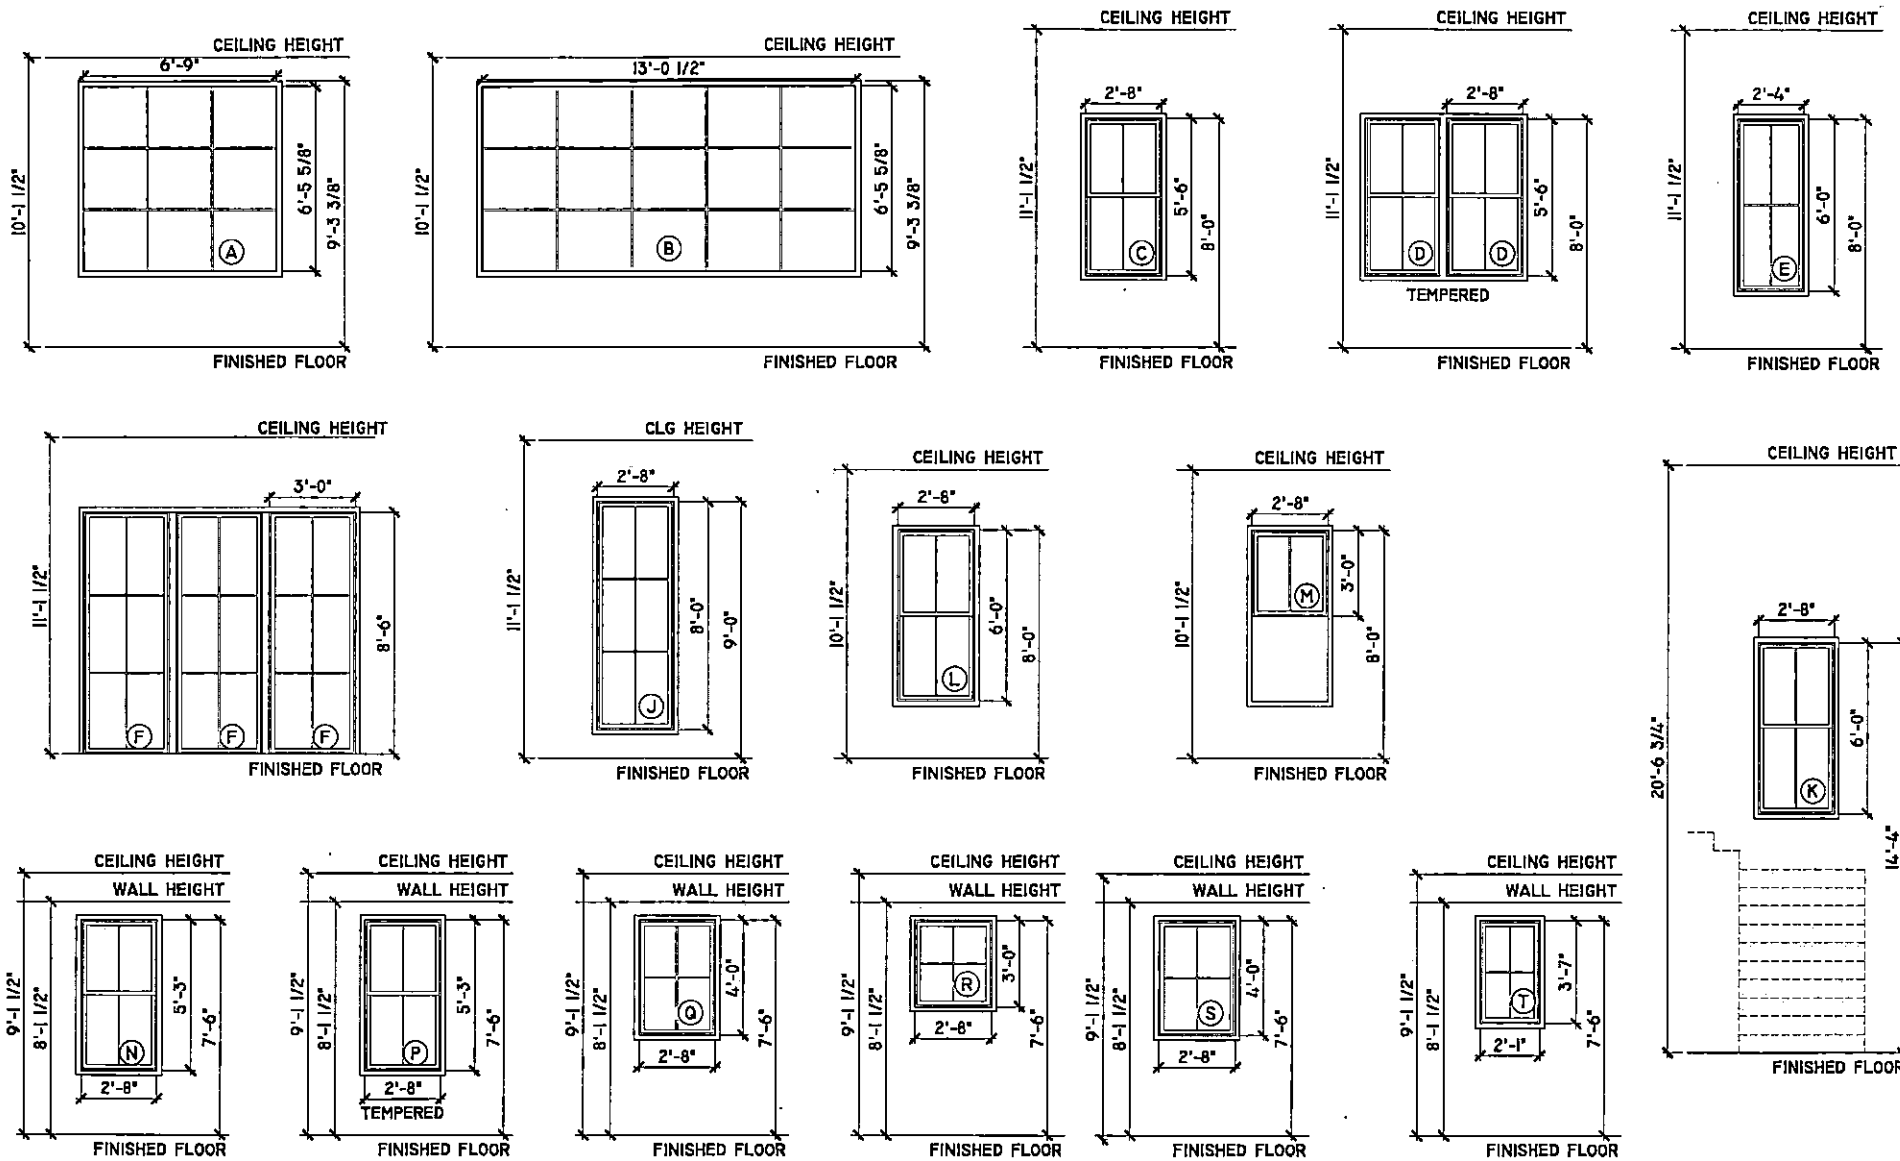 CEILING HEIGHT
6'-9"
10'-1 1/2"
6'-5 5/8"
9'-3 3/8"
A
FINISHED FLOOR
CEILING HEIGHT
13'-0 1/2"
10'-1 1/2"
6'-5 5/8"
9'-3 3/8"
B
FINISHED FLOOR
CEILING HEIGHT
2'-8"
11'-1 1/2"
5'-6"
8'-0"
C
FINISHED FLOOR
CEILING HEIGHT
2'-8"
11'-1 1/2"
5'-6"
8'-0"
D D
TEMPERED
FINISHED FLOOR
CEILING HEIGHT
2'-4"
11'-1 1/2"
6'-0"
8'-0"
E
FINISHED FLOOR
CEILING HEIGHT
3'-0"
11'-1 1/2"
8'-6"
F F F
FINISHED FLOOR
CLG HEIGHT
2'-8"
11'-1 1/2"
8'-0"
9'-0"
J
FINISHED FLOOR
CEILING HEIGHT
2'-8"
10'-1 1/2"
6'-0"
8'-0"
L
FINISHED FLOOR
CEILING HEIGHT
2'-8"
10'-1 1/2"
3'-0"
8'-0"
M
FINISHED FLOOR
CEILING HEIGHT
2'-8"
20'-6 3/4"
6'-0"
14'-4"
K
FINISHED FLOOR
CEILING HEIGHT
WALL HEIGHT
9'-1 1/2"
8'-1 1/2"
5'-3"
7'-6"
N
2'-8"
FINISHED FLOOR
CEILING HEIGHT
WALL HEIGHT
9'-1 1/2"
8'-1 1/2"
5'-3"
7'-6"
P
2'-8"
TEMPERED
FINISHED FLOOR
CEILING HEIGHT
WALL HEIGHT
9'-1 1/2"
8'-1 1/2"
4'-0"
7'-6"
Q
2'-8"
FINISHED FLOOR
CEILING HEIGHT
WALL HEIGHT
9'-1 1/2"
8'-1 1/2"
3'-0"
7'-6"
R
2'-8"
FINISHED FLOOR
CEILING HEIGHT
WALL HEIGHT
9'-1 1/2"
8'-1 1/2"
4'-0"
7'-6"
S
2'-8"
FINISHED FLOOR
CEILING HEIGHT
WALL HEIGHT
9'-1 1/2"
8'-1 1/2"
3'-7"
7'-6"
T
2'-1"
FINISHED FLOOR